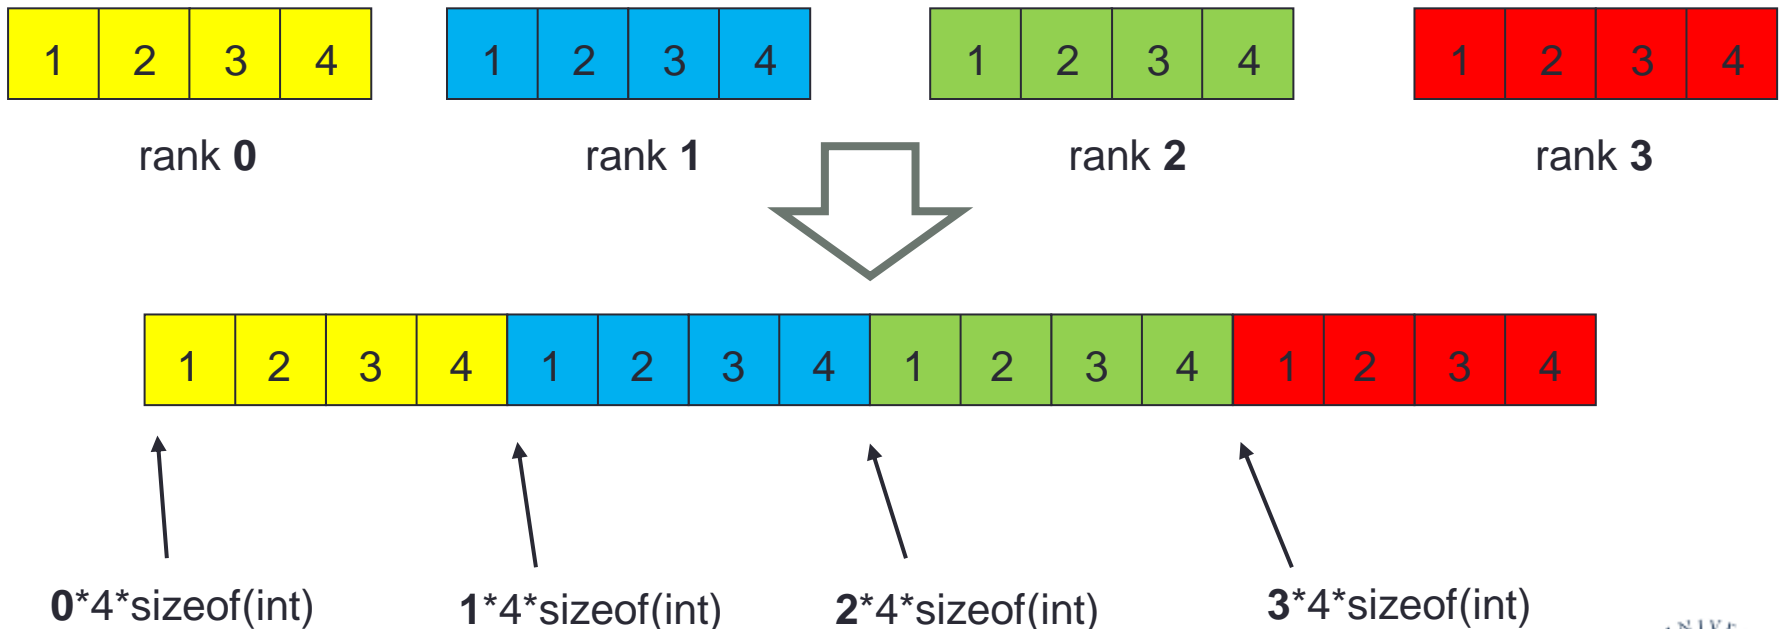 1 2 3 4 1 2 3 4 1 2 3 4 1 2 3 4
rank 0 rank 1 rank 2 rank 3
1 2 3 4 1 2 3 4 1 2 3 4 1 2 3 4
0*4*sizeof(int) 1*4*sizeof(int) 2*4*sizeof(int) 3*4*sizeof(int)